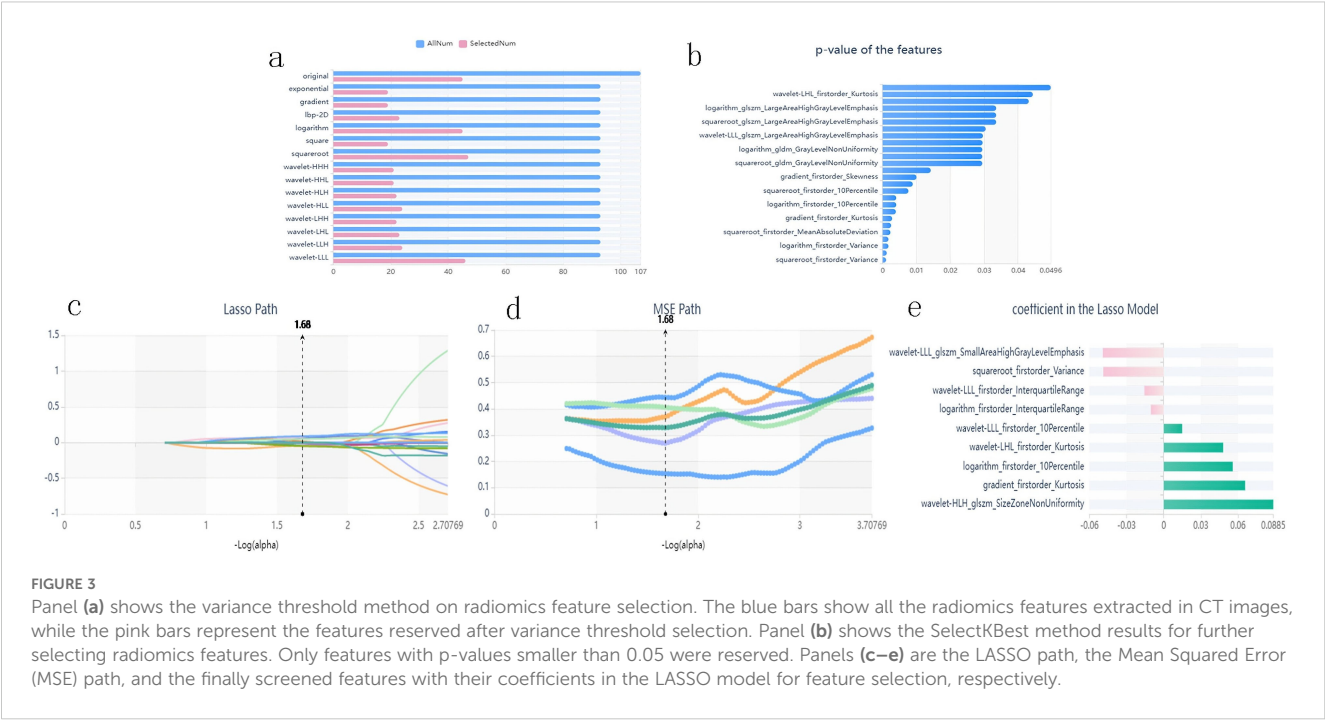 a
AllNum SelectedNum
original
exponential
gradient
lbp-2D
logarithm
square
squareroot
wavelet-HHH
wavelet-HHL
wavelet-HLH
wavelet-HLL
wavelet-LHH
wavelet-LHL
wavelet-LLH
wavelet-LLL
0 20 40 60 80 100 107
b
p-value of the features
wavelet-LHL_firstorder_Kurtosis
logarithm_glszm_LargeAreaHighGrayLevelEmphasis
squareroot_glszm_LargeAreaHighGrayLevelEmphasis
wavelet-LLL_glszm_LargeAreaHighGrayLevelEmphasis
logarithm_gldm_GrayLevelNonUniformity
squareroot_gldm_GrayLevelNonUniformity
gradient_firstorder_Skewness
squareroot_firstorder_10Percentile
logarithm_firstorder_10Percentile
gradient_firstorder_Kurtosis
squareroot_firstorder_MeanAbsoluteDeviation
logarithm_firstorder_Variance
squareroot_firstorder_Variance
0 0.01 0.02 0.03 0.04 0.0496
c
Lasso Path
1.68
1.5
1
0.5
0
-0.5
-1
0 0.5 1 1.5 2 2.5 2.70769
-Log(alpha)
d
MSE Path
1.68
0.7
0.6
0.5
0.4
0.3
0.2
0.1
0
0 1 2 3 3.70769
-Log(alpha)
e
coefficient in the Lasso Model
wavelet-LLL_glszm_SmallAreaHighGrayLevelEmphasis
squareroot_firstorder_Variance
wavelet-LLL_firstorder_InterquartileRange
logarithm_firstorder_InterquartileRange
wavelet-LLL_firstorder_10Percentile
wavelet-LHL_firstorder_Kurtosis
logarithm_firstorder_10Percentile
gradient_firstorder_Kurtosis
wavelet-HLH_glszm_SizeZoneNonUniformity
-0.06 -0.03 0 0.03 0.06 0.0885
FIGURE 3
Panel (a) shows the variance threshold method on radiomics feature selection. The blue bars show all the radiomics features extracted in CT images,
while the pink bars represent the features reserved after variance threshold selection. Panel (b) shows the SelectKBest method results for further
selecting radiomics features. Only features with p-values smaller than 0.05 were reserved. Panels (c–e) are the LASSO path, the Mean Squared Error
(MSE) path, and the finally screened features with their coefficients in the LASSO model for feature selection, respectively.